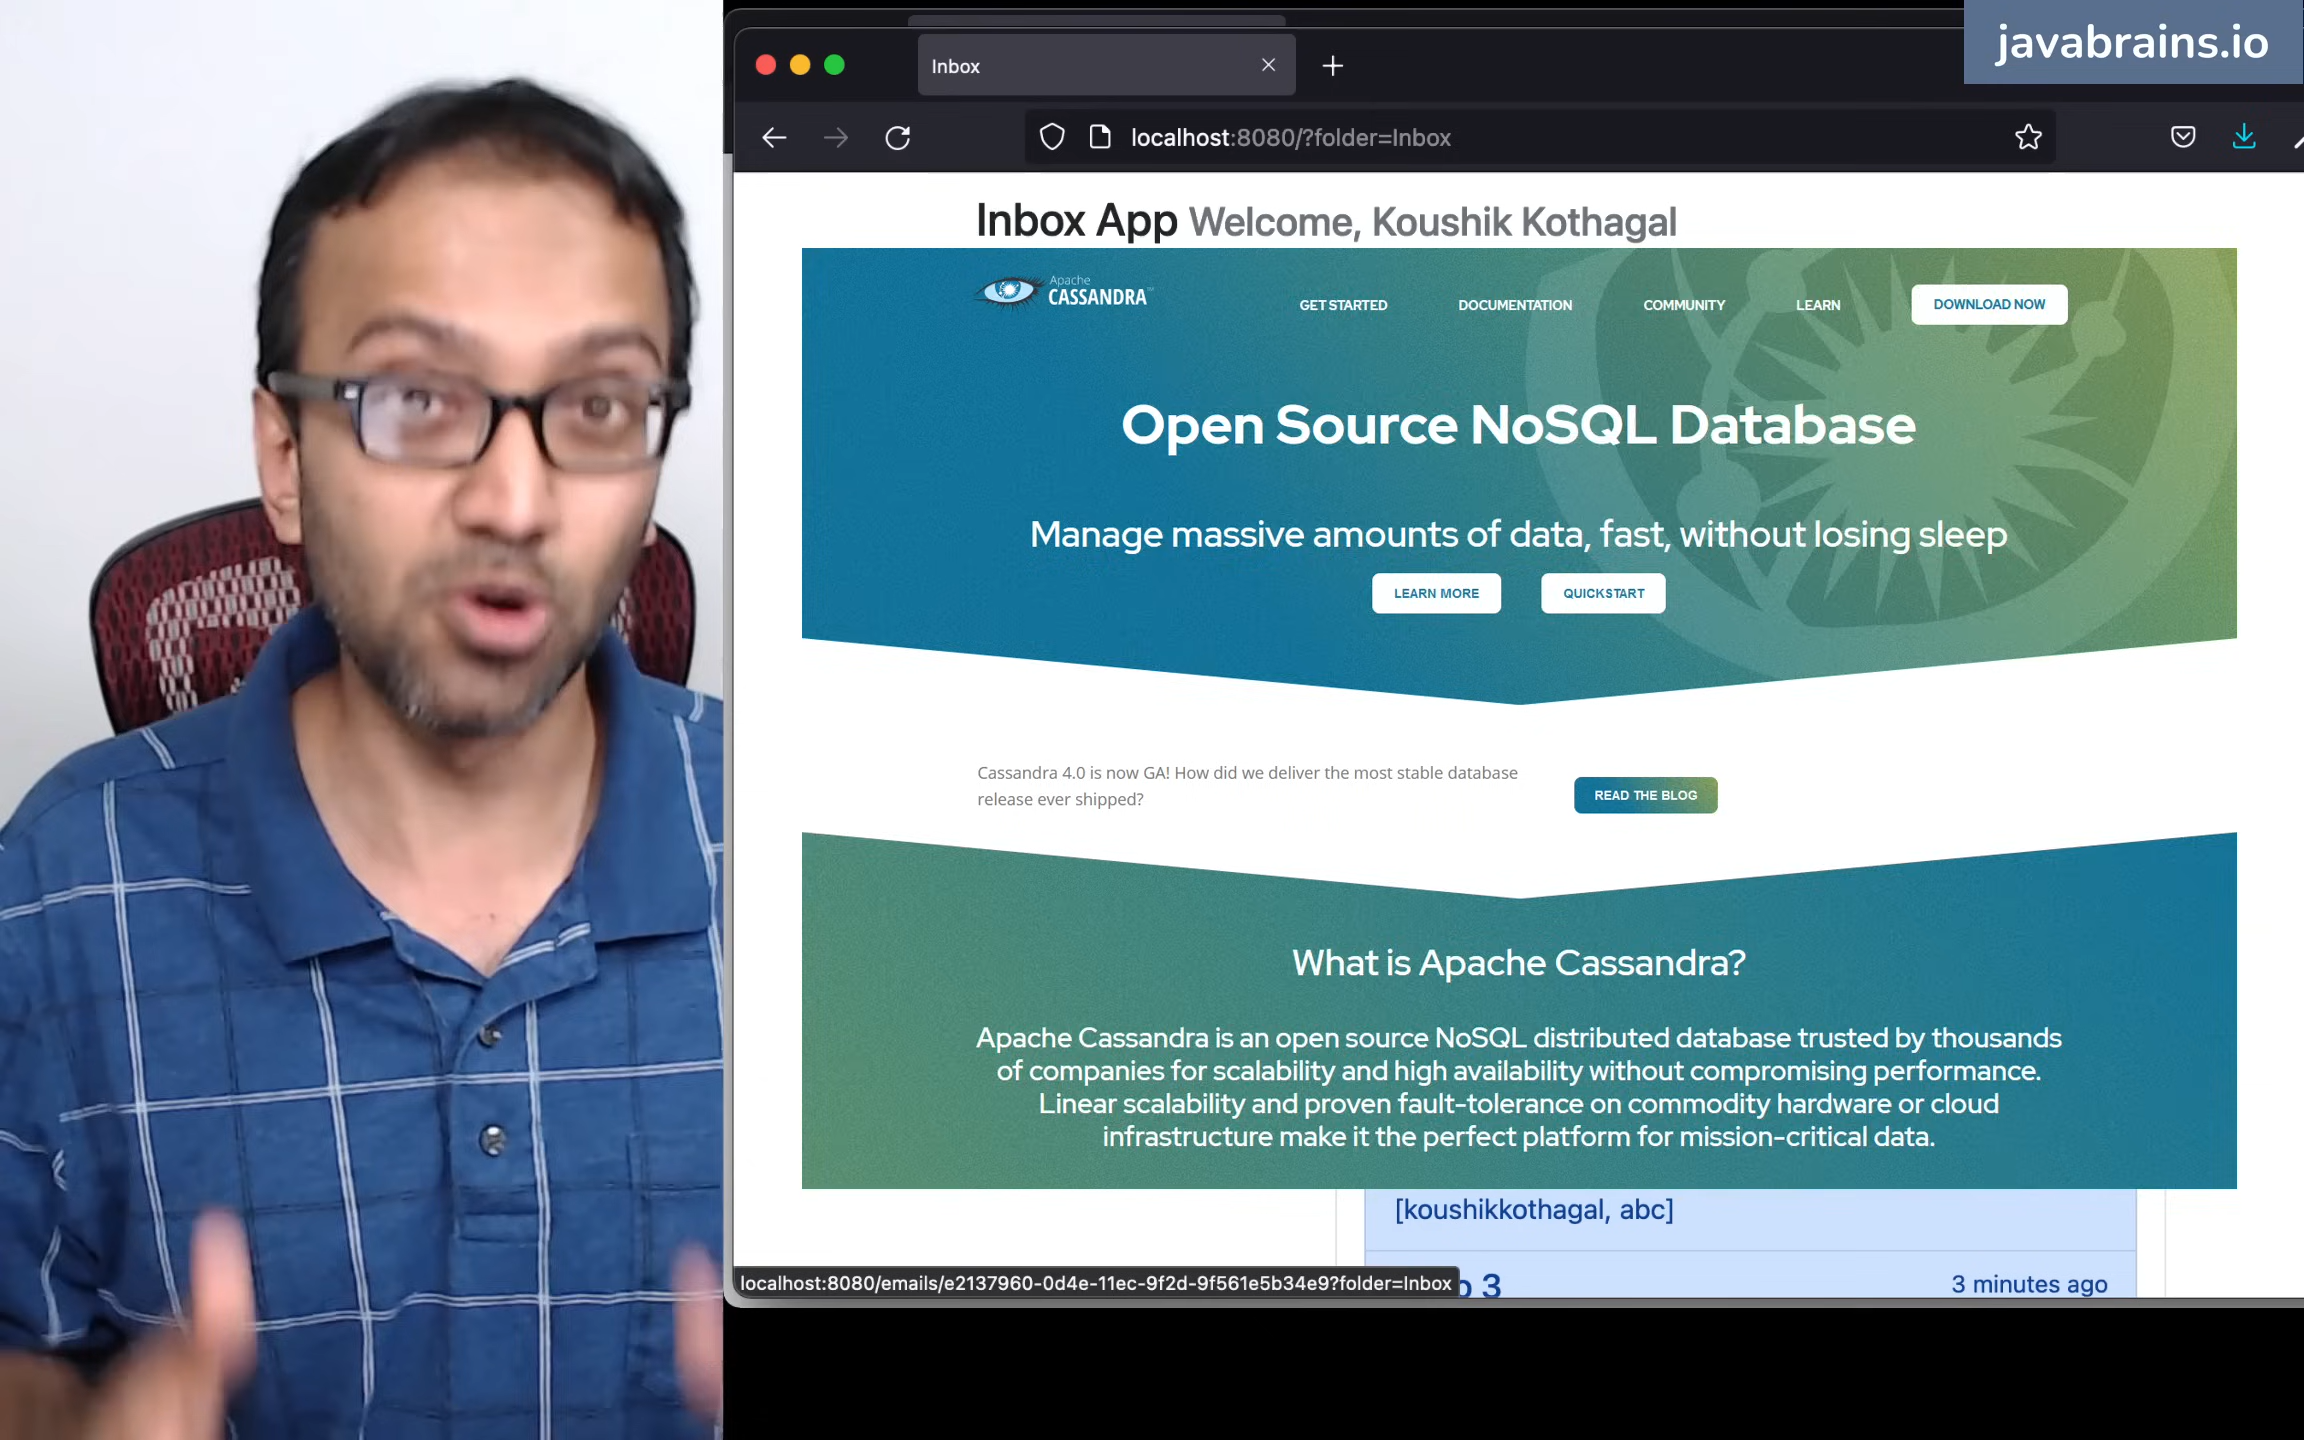 javabrains.io
Inbox
localhost:8080/?folder=Inbox
Inbox App Welcome, Koushik Kothagal
Apache
CASSANDRA
GET STARTED
DOCUMENTATION
COMMUNITY
LEARN
DOWNLOAD NOW
Open Source NoSQL Database
Manage massive amounts of data, fast, without losing sleep
LEARN MORE
QUICKSTART
Cassandra 4.0 is now GA! How did we deliver the most stable database
release ever shipped?
READ THE BLOG
What is Apache Cassandra?
Apache Cassandra is an open source NoSQL distributed database trusted by thousands
of companies for scalability and high availability without compromising performance.
Linear scalability and proven fault-tolerance on commodity hardware or cloud
infrastructure make it the perfect platform for mission-critical data.
[koushikkothagal, abc]
localhost:8080/emails/e2137960-0d4e-11ec-9f2d-9f561e5b34e9?folder=Inbox
3
3 minutes ago